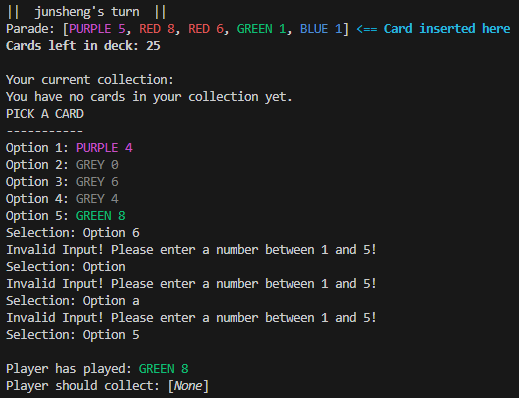 ||  junsheng's turn  ||
Parade: [PURPLE 5, RED 8, RED 6, GREEN 1, BLUE 1] <== Card inserted here
Cards left in deck: 25
Your current collection:
You have no cards in your collection yet.
PICK A CARD
-----------
Option 1: PURPLE 4
Option 2: GREY 0
Option 3: GREY 6
Option 4: GREY 4
Option 5: GREEN 8
Selection: Option 6
Invalid Input! Please enter a number between 1 and 5!
Selection: Option
Invalid Input! Please enter a number between 1 and 5!
Selection: Option a
Invalid Input! Please enter a number between 1 and 5!
Selection: Option 5
Player has played: GREEN 8
Player should collect: [None]